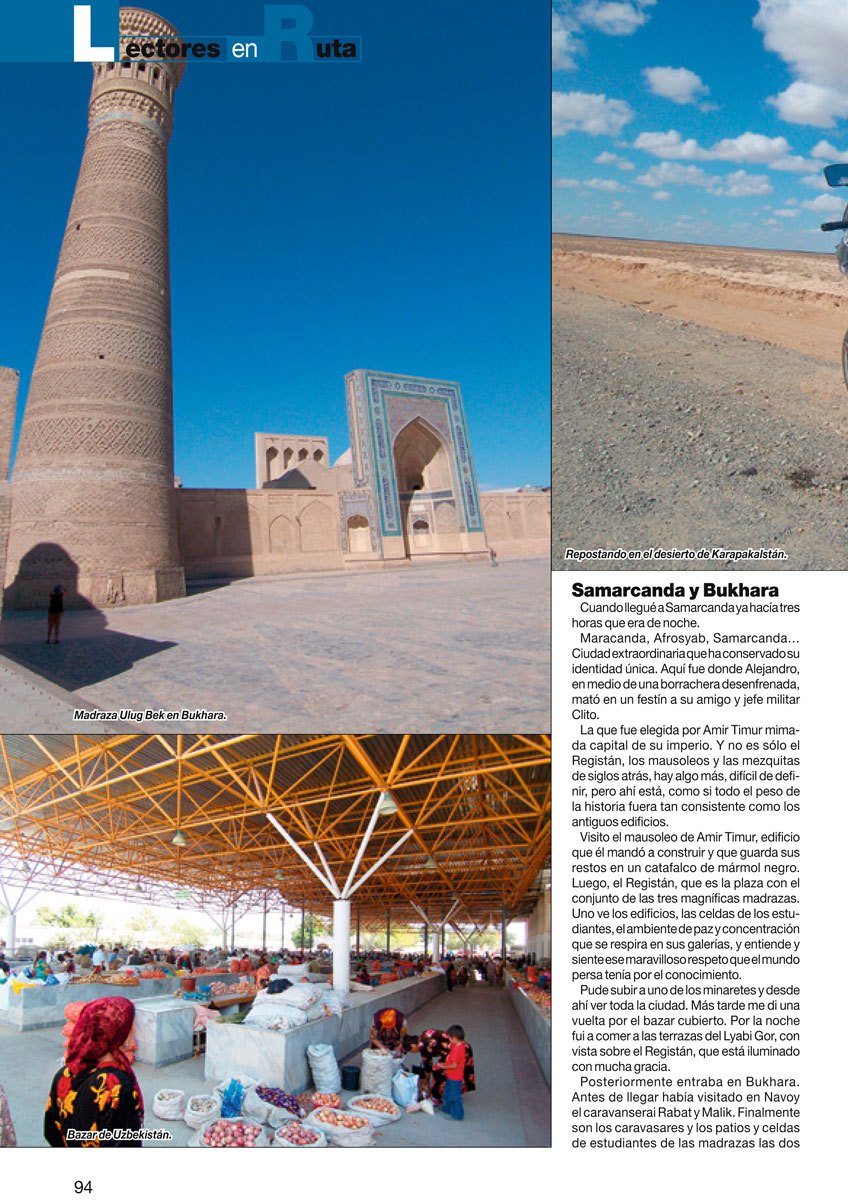 Lectores en Ruta
Repostando en el desierto de Karapakalstán.
Madraza Ulug Bek en Bukhara.
Bazar de Uzbekistán.
Samarcanda y Bukhara
Cuando llegué a Samarcanda ya hacía tres
horas que era de noche.
Maracanda, Afrosyab, Samarcanda...
Ciudad extraordinaria que ha conservado su
identidad única. Aquí fue donde Alejandro,
en medio de una borrachera desenfrenada,
mató en un festín a su amigo y jefe militar
Clito.
La que fue elegida por Amir Timur mima-
da capital de su imperio. Y no es sólo el
Registán, los mausoleos y las mezquitas
de siglos atrás, hay algo más, difícil de defi-
nir, pero ahí está, como si todo el peso de
la historia fuera tan consistente como los
antiguos edificios.
Visito el mausoleo de Amir Timur, edificio
que él mandó a construir y que guarda sus
restos en un catafalco de mármol negro.
Luego, el Registán, que es la plaza con el
conjunto de las tres magníficas madrazas.
Uno ve los edificios, las celdas de los estu-
diantes, el ambiente de paz y concentración
que se respira en sus galerías, y entiende y
siente ese maravilloso respeto que el mundo
persa tenía por el conocimiento.
Pude subir a uno de los minaretes y desde
ahí ver toda la ciudad. Más tarde me di una
vuelta por el bazar cubierto. Por la noche
fui a comer a las terrazas del Lyabi Gor, con
vista sobre el Registán, que está iluminado
con mucha gracia.
Posteriormente entraba en Bukhara.
Antes de llegar había visitado en Navoy
el caravanserai Rabat y Malik. Finalmente
son los caravasares y los patios y celdas
de estudiantes de las madrazas las dos
94